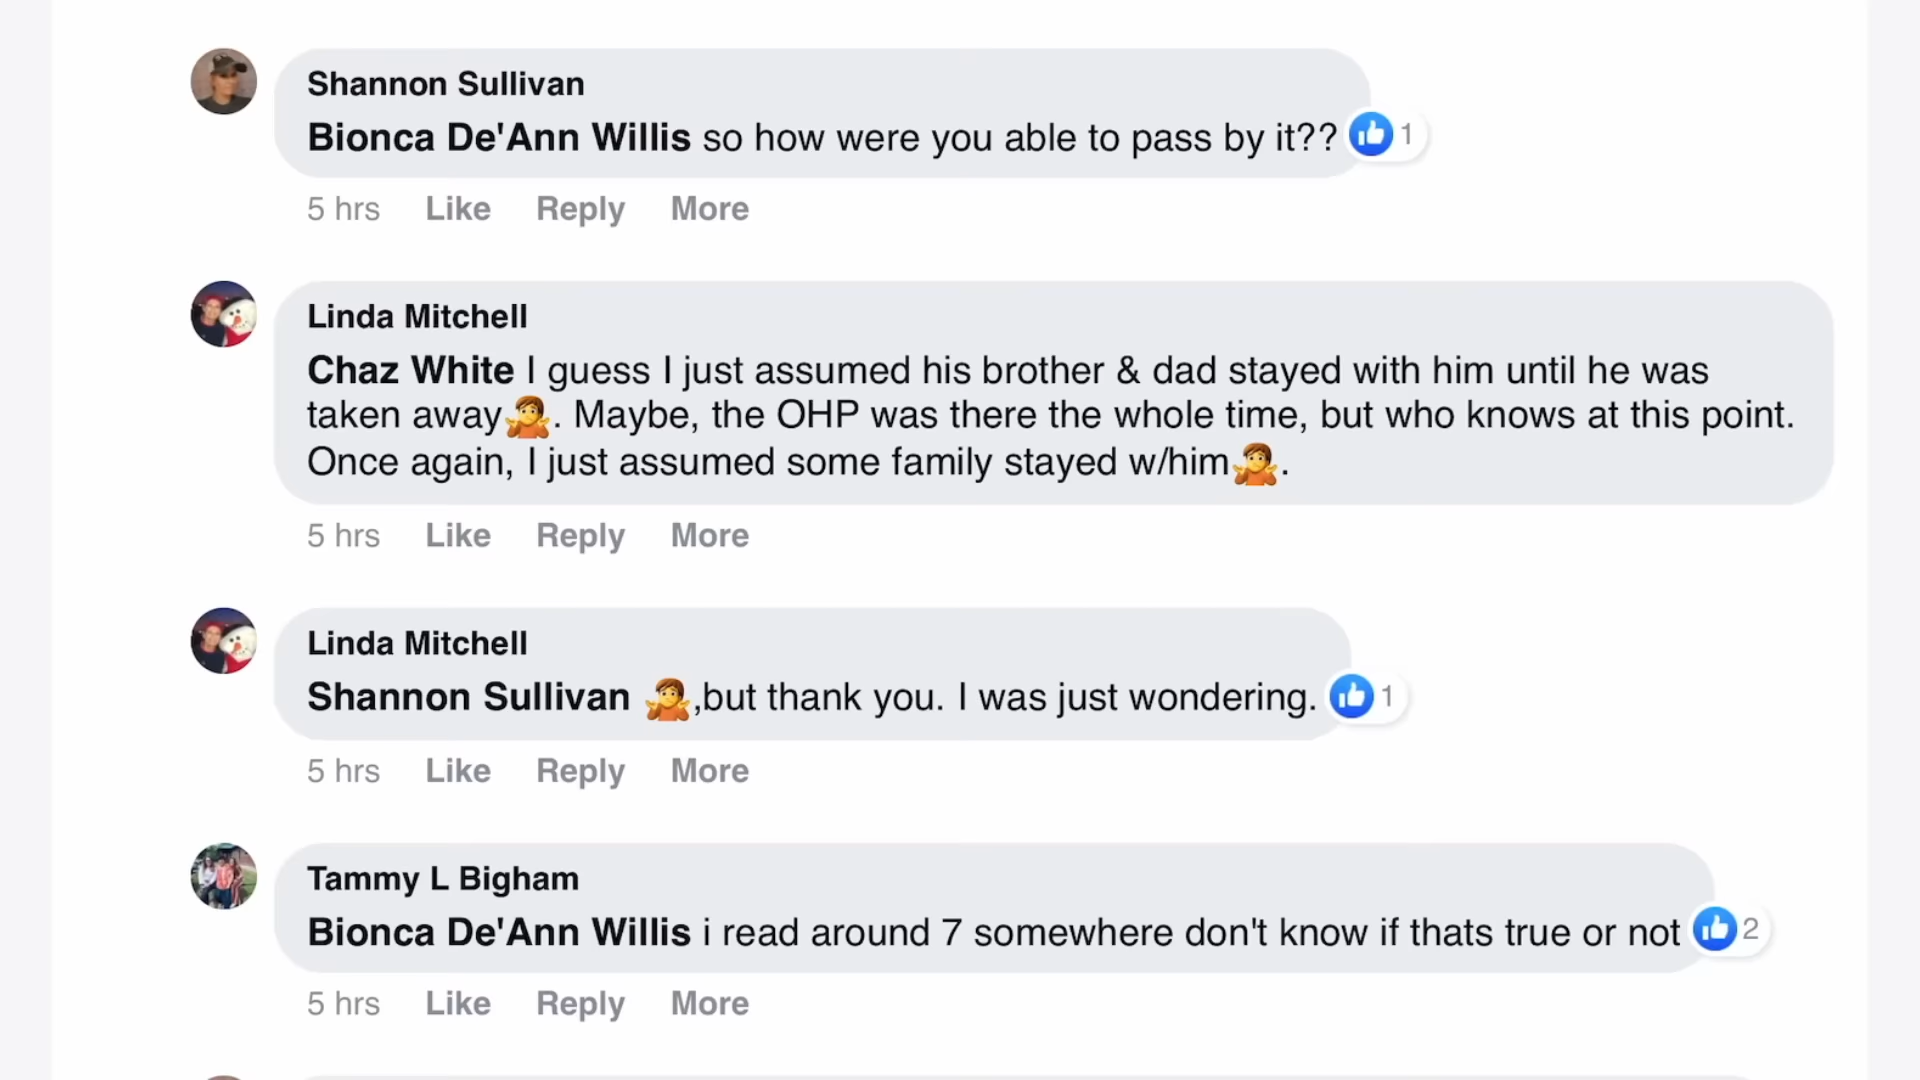 Shannon Sullivan
Bionca De'Ann Willis so how were you able to pass by it?? 1
5 hrs Like Reply More
Linda Mitchell
Chaz White I guess I just assumed his brother & dad stayed with him until he was
taken away🤷. Maybe, the OHP was there the whole time, but who knows at this point.
Once again, I just assumed some family stayed w/him🤷.
5 hrs Like Reply More
Linda Mitchell
Shannon Sullivan 🤷,but thank you. I was just wondering. 1
5 hrs Like Reply More
Tammy L Bigham
Bionca De'Ann Willis i read around 7 somewhere don't know if thats true or not 2
5 hrs Like Reply More